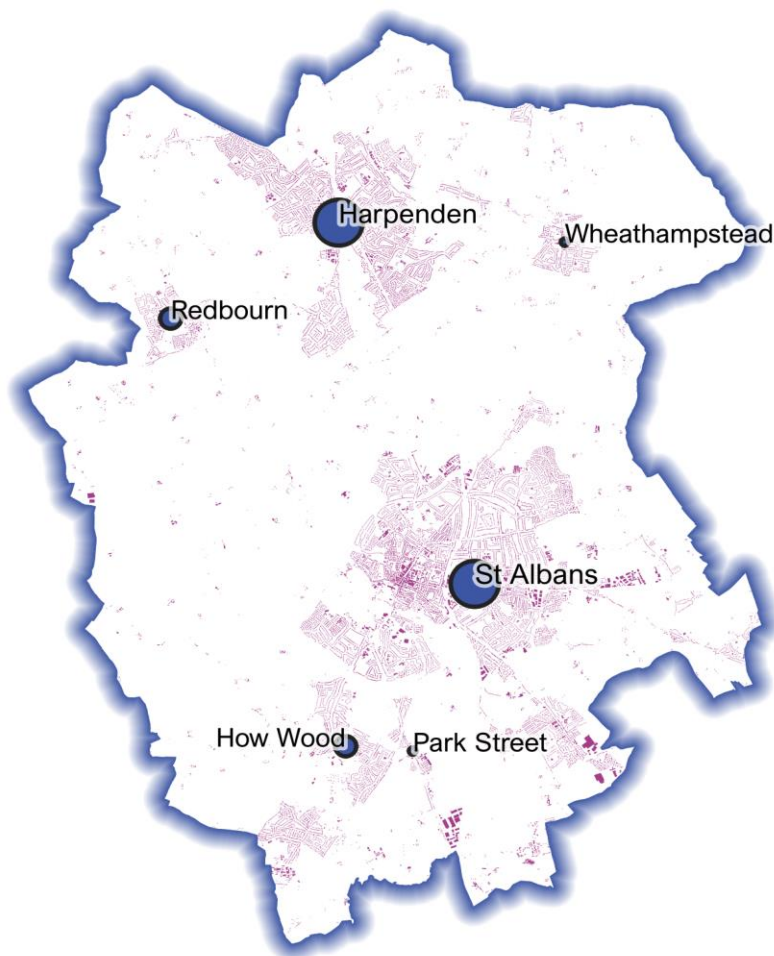 Harpenden
Wheathampstead
Redbourn
St Albans
How Wood
Park Street